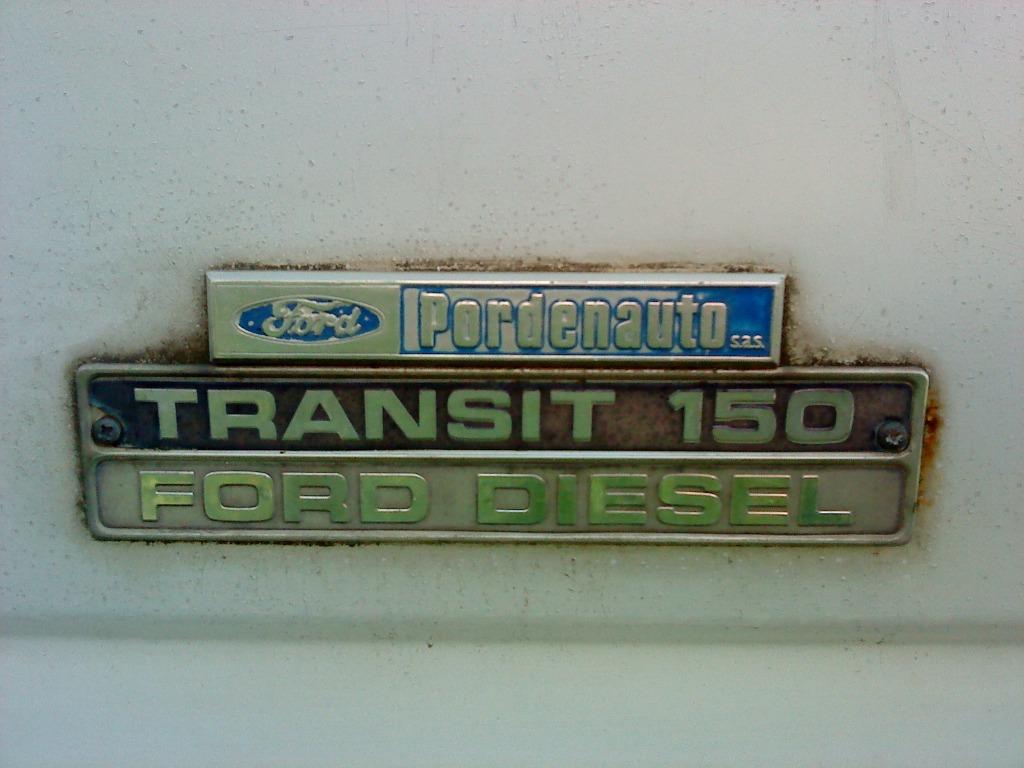 Ford Pordenauto s.a.s.
TRANSIT 150
FORD DIESEL